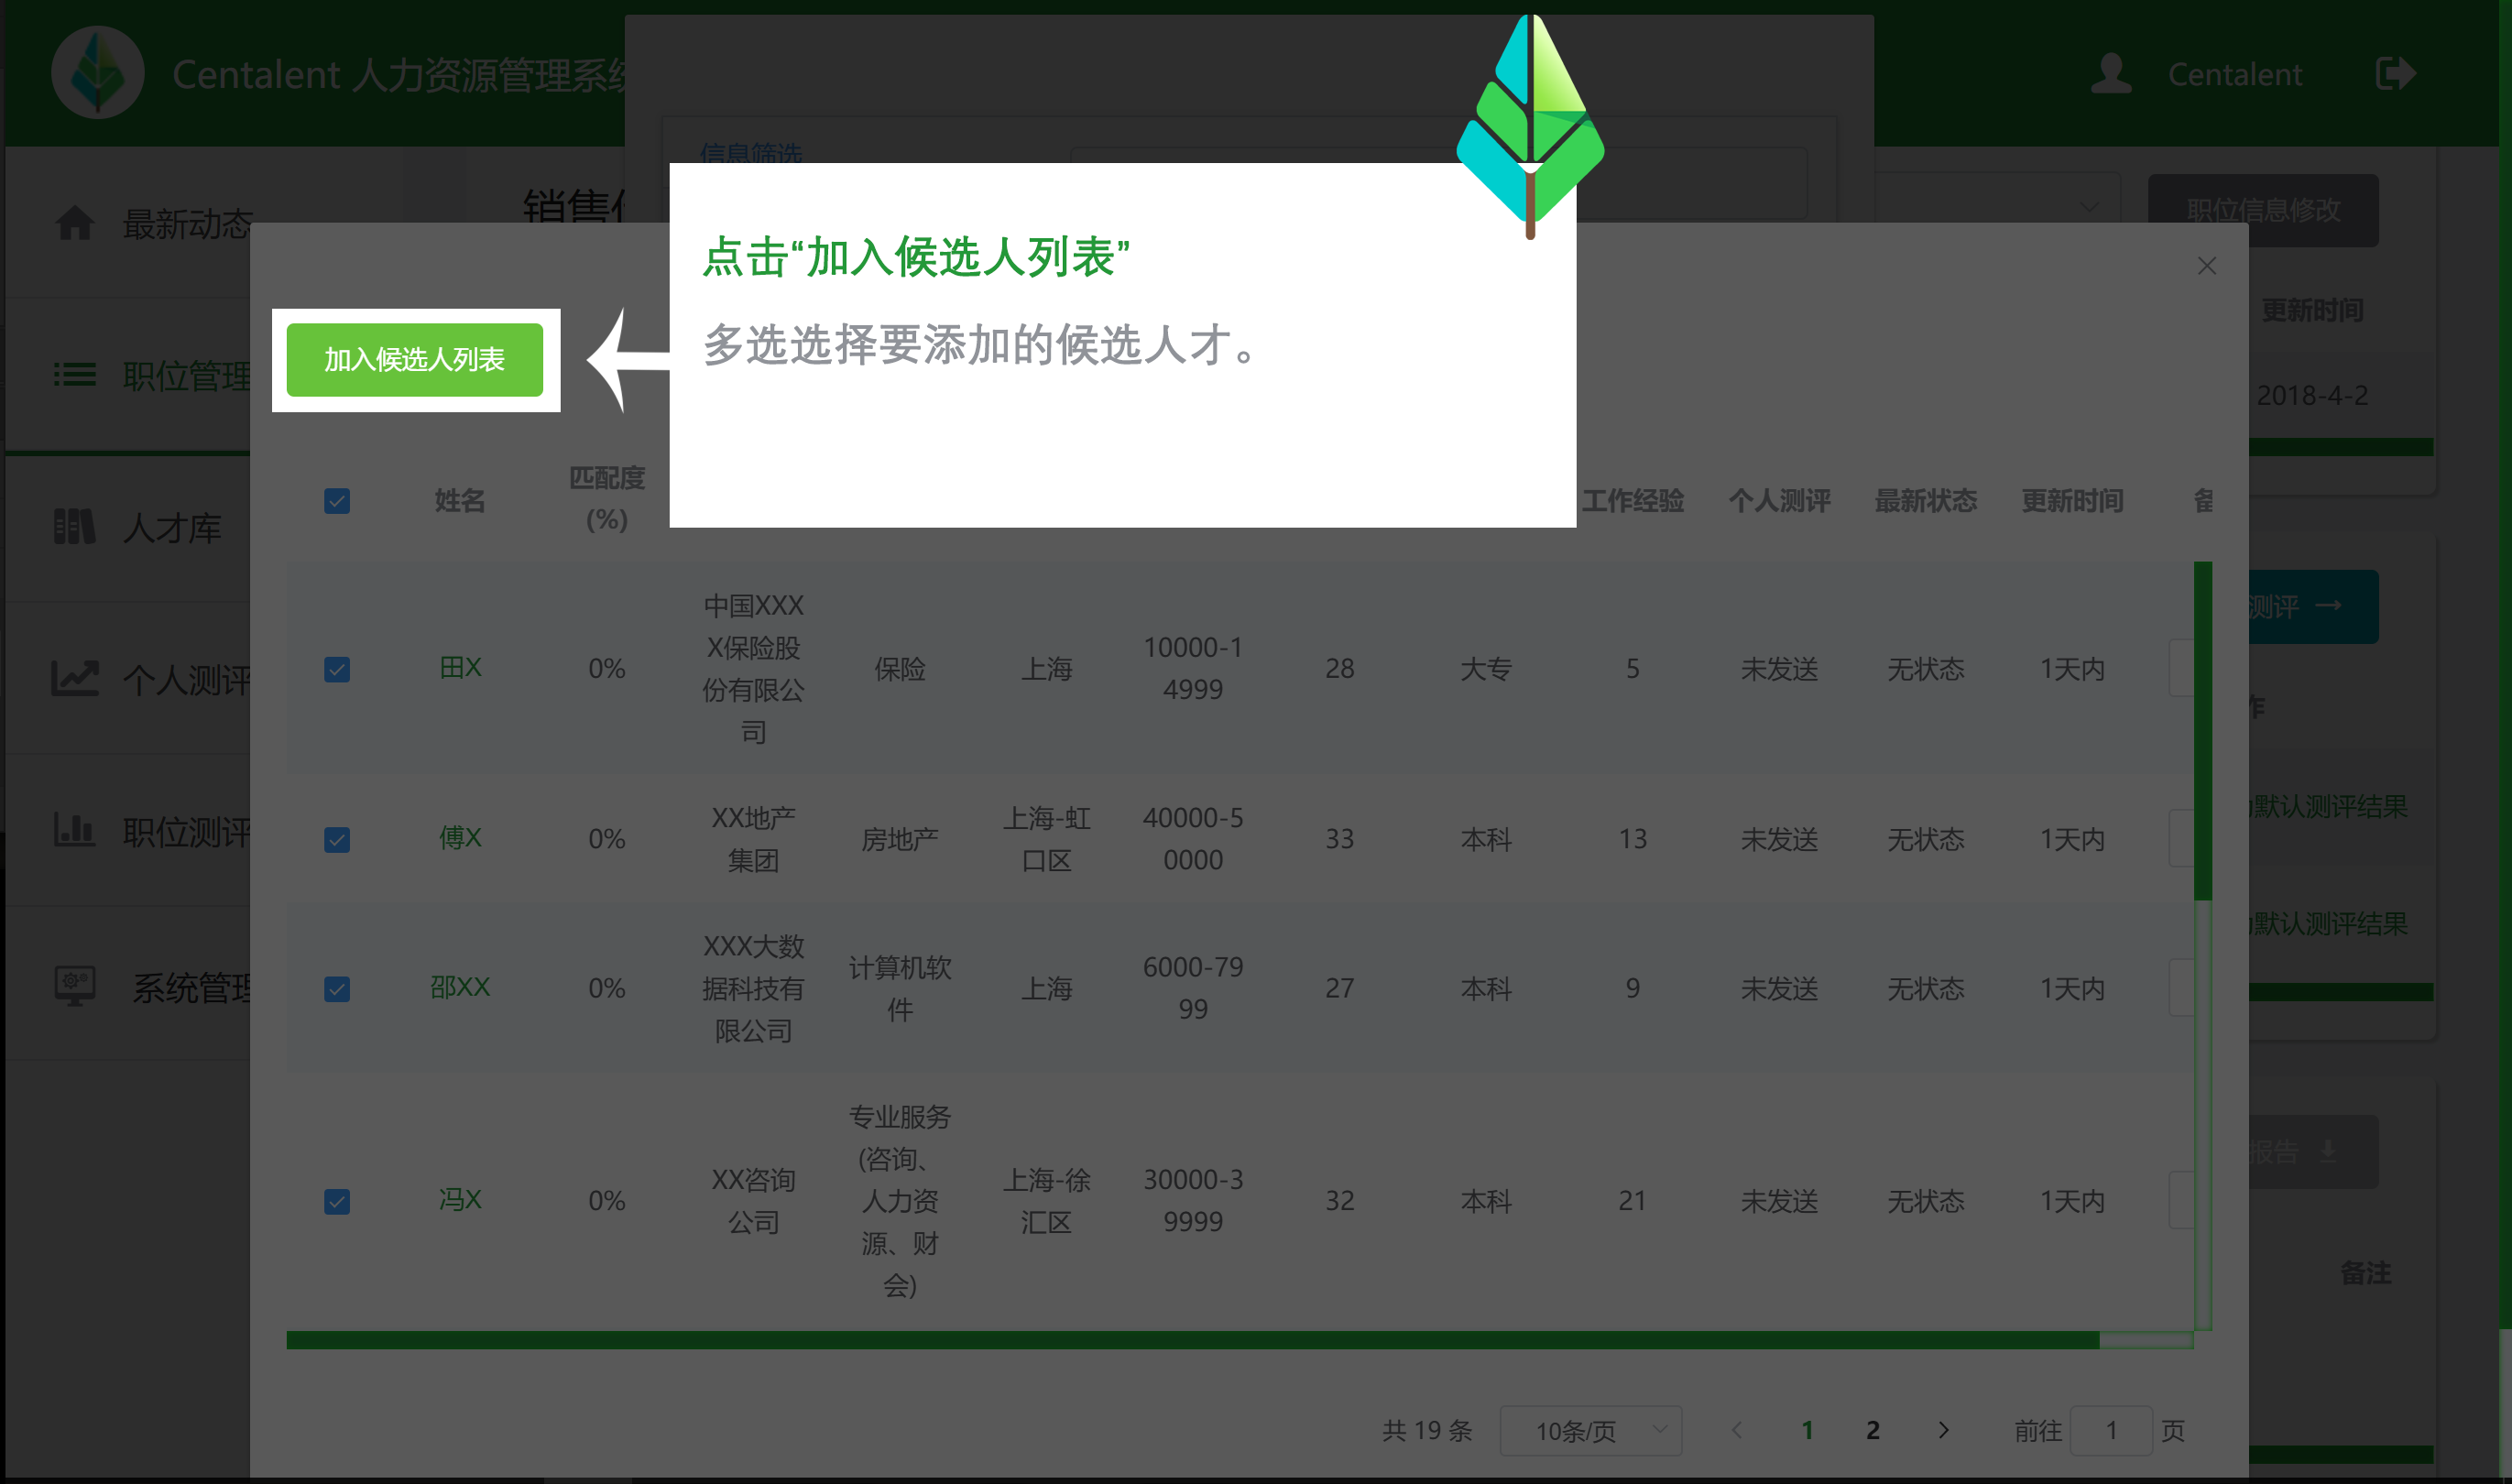 Centalent 人力资源管理系统
Centalent
信息筛选
销售
职位信息修改
最新动态
点击“加入候选人列表”
多选选择要添加的候选人才。
加入候选人列表
更新时间
2018-4-2
职位管理
人才库
个人测评
职位测评
系统管理
姓名 匹配度(%) 工作经验 个人测评 最新状态 更新时间 备
田X 0% 中国XXXX保险股份有限公司 保险 上海 10000-14999 28 大专 5 未发送 无状态 1天内
傅X 0% XX地产集团 房地产 上海-虹口区 40000-50000 33 本科 13 未发送 无状态 1天内
邵XX 0% XXX大数据科技有限公司 计算机软件 上海 6000-7999 27 本科 9 未发送 无状态 1天内
冯X 0% XX咨询公司 专业服务(咨询、人力资源、财会) 上海-徐汇区 30000-39999 32 本科 21 未发送 无状态 1天内
测评
作
默认测评结果
默认测评结果
报告
备注
共 19 条 10条/页 1 2 前往 1 页